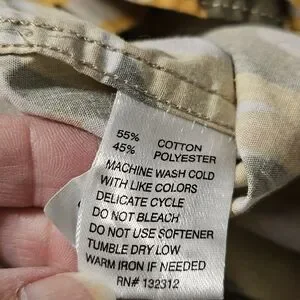 55% COTTON
45% POLYESTER
MACHINE WASH COLD
WITH LIKE COLORS
DELICATE CYCLE
DO NOT BLEACH
DO NOT USE SOFTENER
TUMBLE DRY LOW
WARM IRON IF NEEDED
RN# 132312